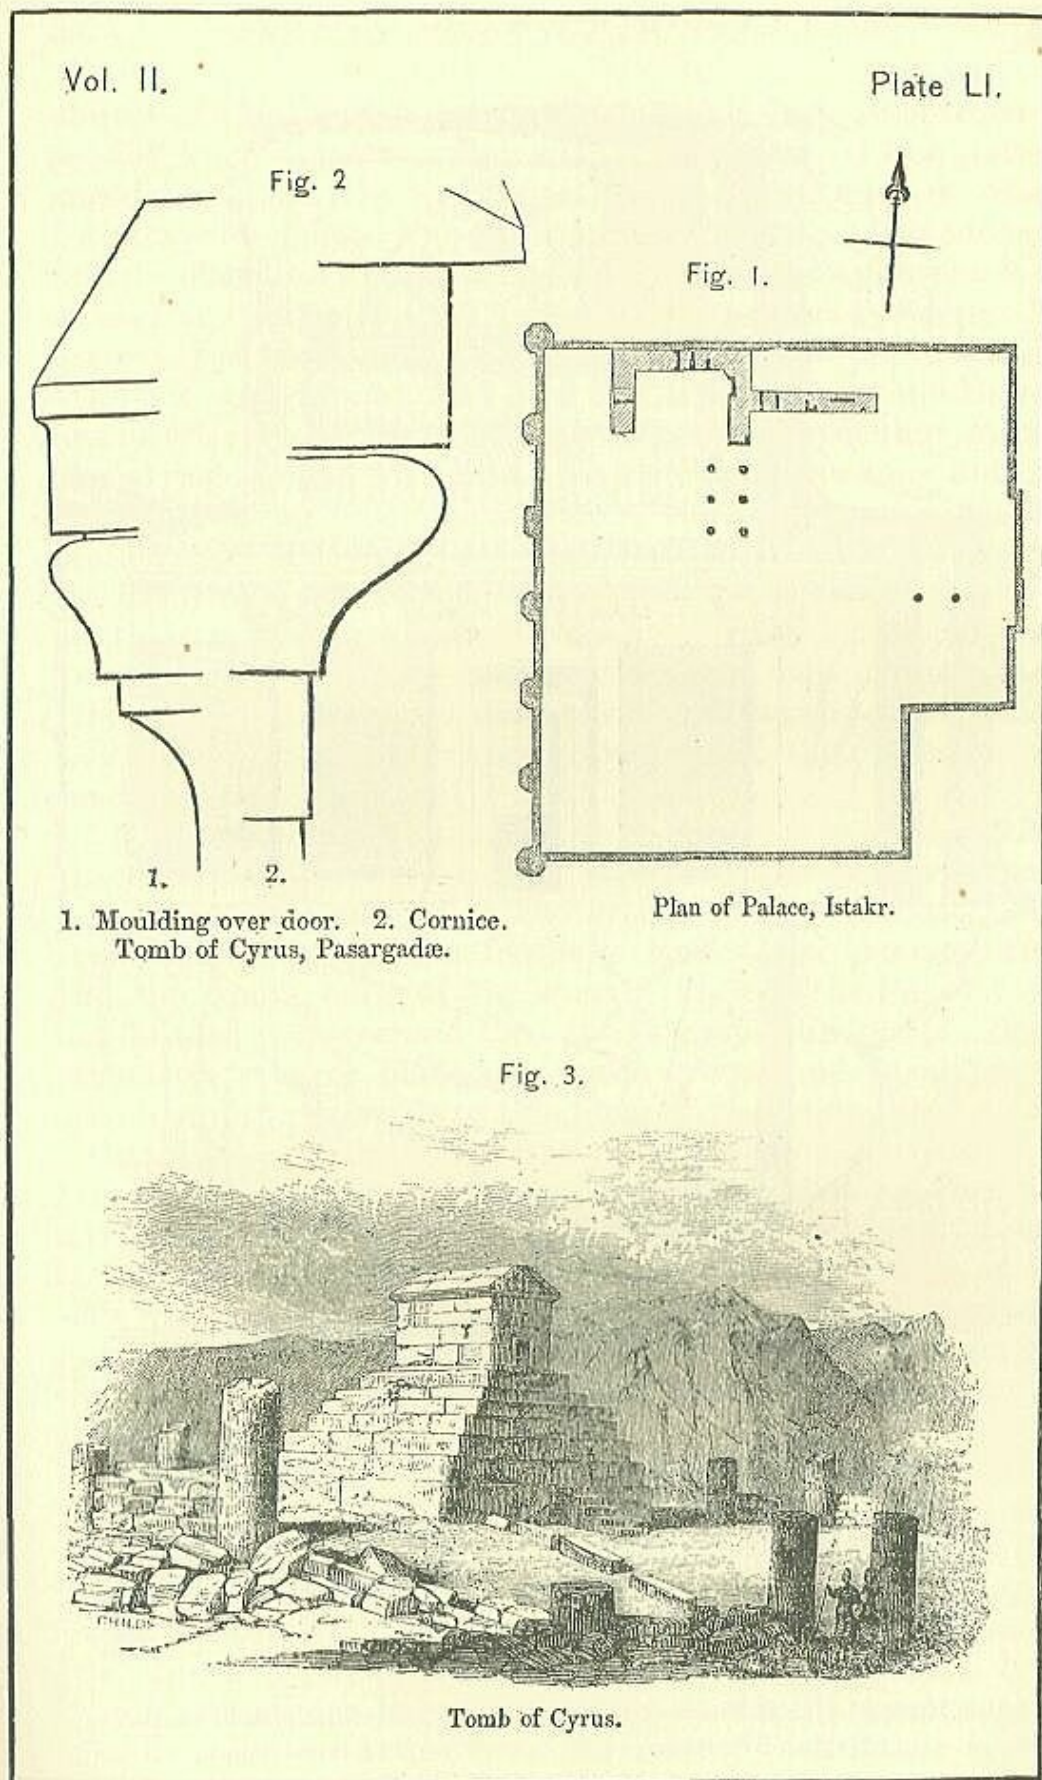 Vol. II.
Plate LI.
Fig. 2
Fig. 1.
1.
2.
1. Moulding over door. 2. Cornice.
Tomb of Cyrus, Pasargadæ.
Plan of Palace, Istakr.
Fig. 3.
CHILDS
Tomb of Cyrus.